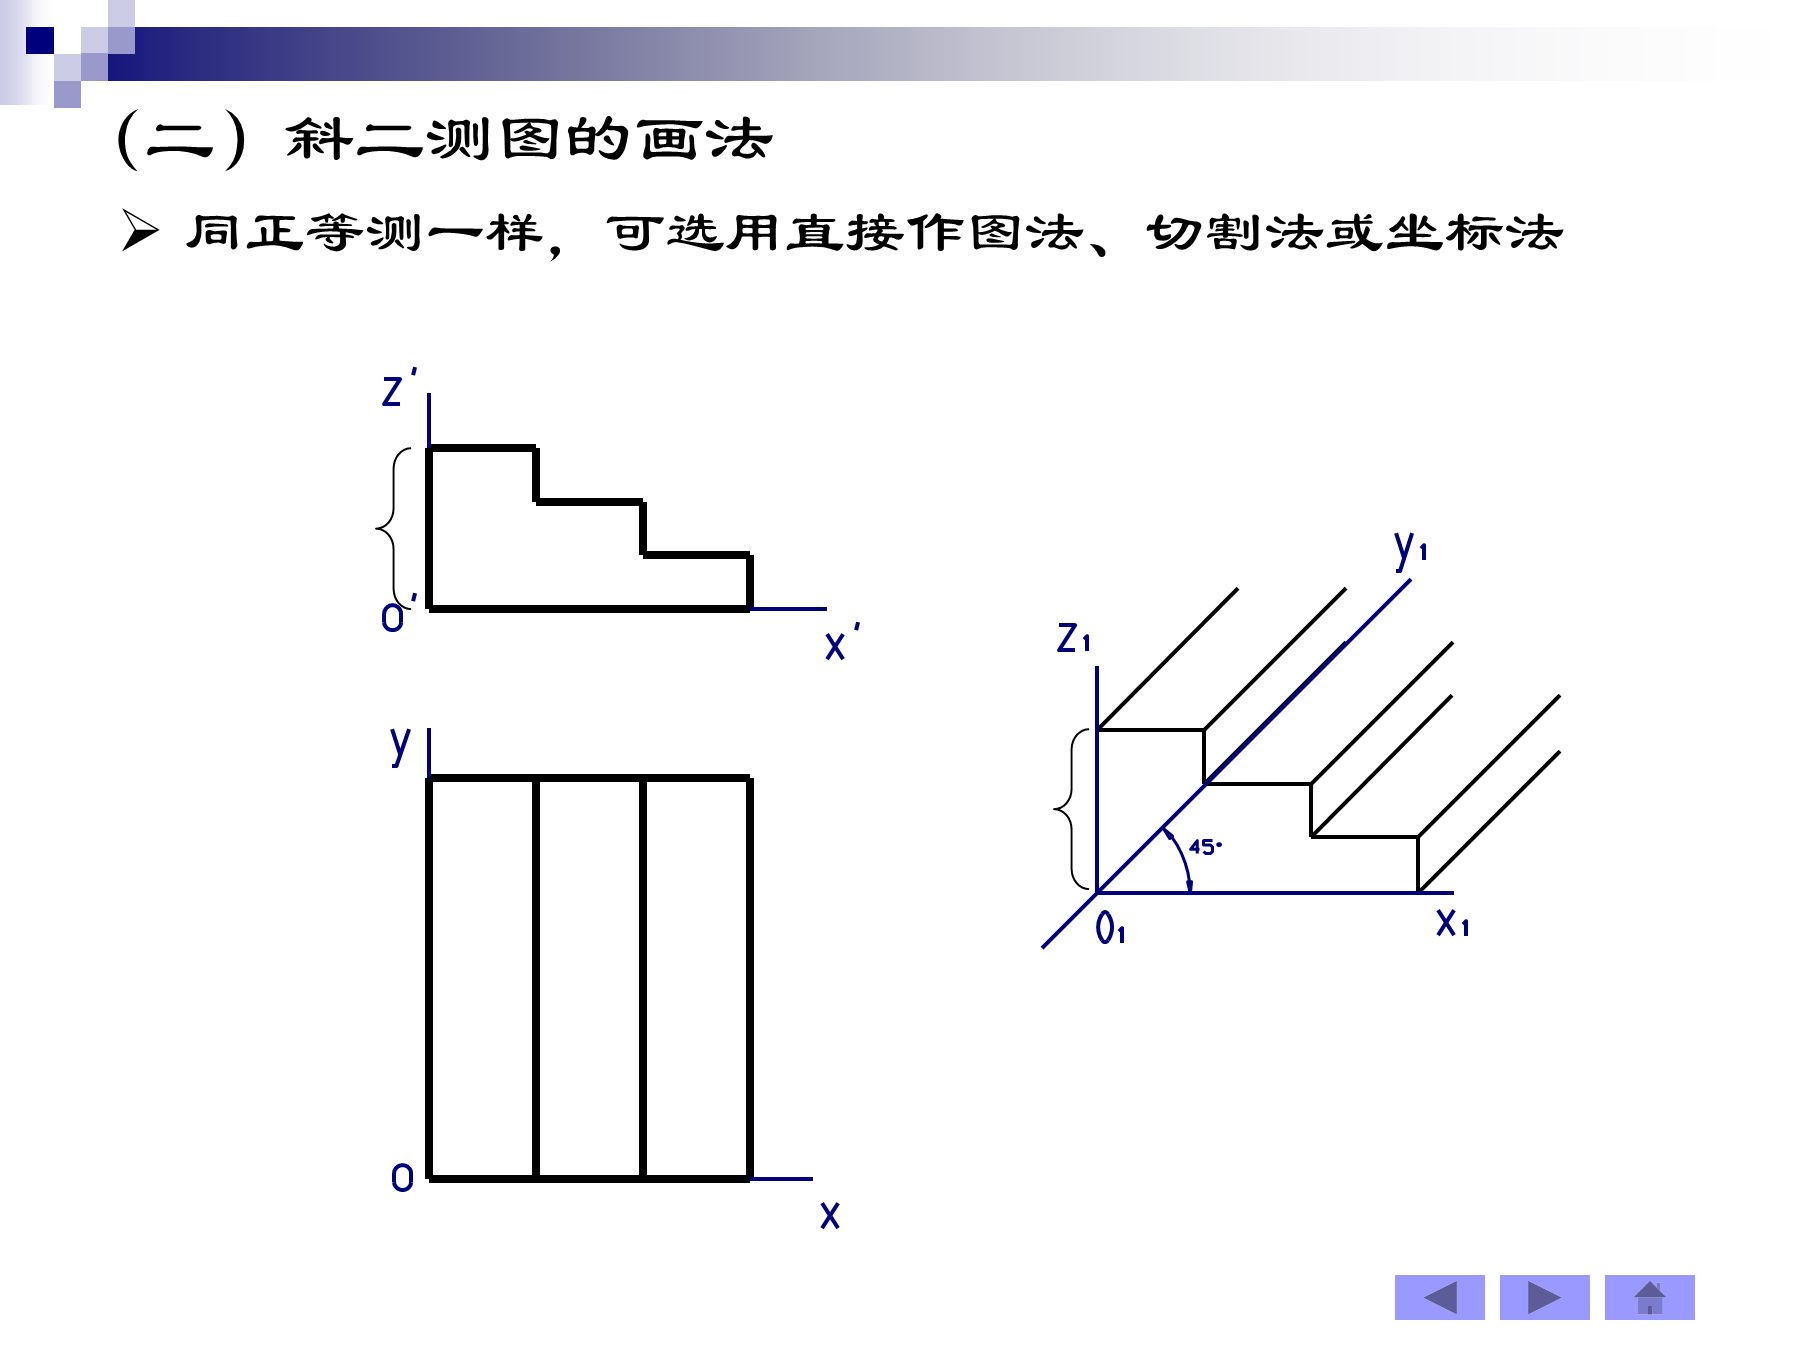 （二）斜二测图的画法
➢ 同正等测一样，可选用直接作图法、切割法或坐标法
z'
o'
x'
y
o
x
y1
z1
45°
O1
x1